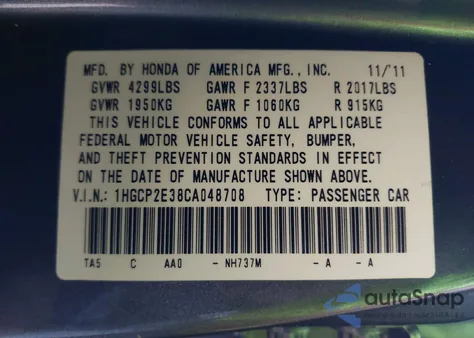 MFD. BY HONDA OF AMERICA MFG., INC. 11/'11
GVWR 4299LBS GAWR F 2337LBS R 2017LBS
GVWR 1950KG GAWR F 1060KG R 915KG
THIS VEHICLE CONFORMS TO ALL APPLICABLE
FEDERAL MOTOR VEHICLE SAFETY, BUMPER,
AND THEFT PREVENTION STANDARDS IN EFFECT
ON THE DATE OF MANUFACTURE SHOWN ABOVE.
V.I.N.: 1HGCP2E38CA048708 TYPE: PASSENGER CAR
TA5 C AA0 - NH737M - A - A
autoSnap